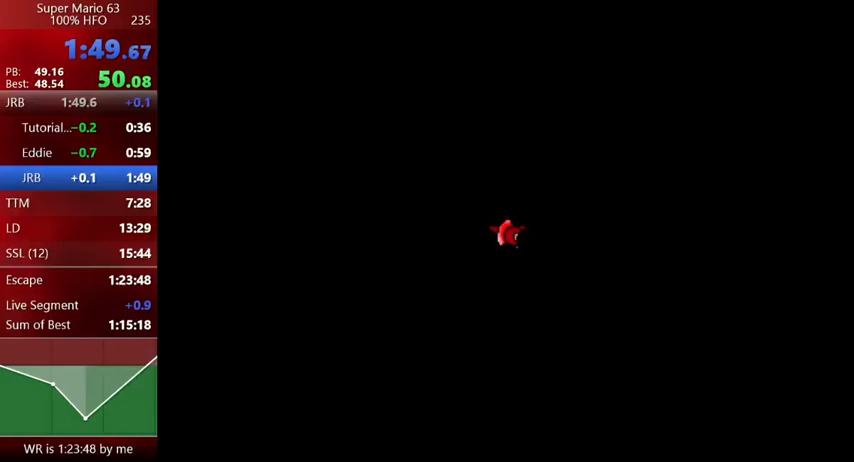 Super Mario 63
100% HFO 235
1:49.67
PB: 49.16
Best: 48.54
50.08
JRB 1:49.6 +0.1
Tutorial... −0.2 0:36
Eddie −0.7 0:59
JRB +0.1 1:49
TTM 7:28
LD 13:29
SSL (12) 15:44
Escape 1:23:48
Live Segment +0.9
Sum of Best 1:15:18
WR is 1:23:48 by me